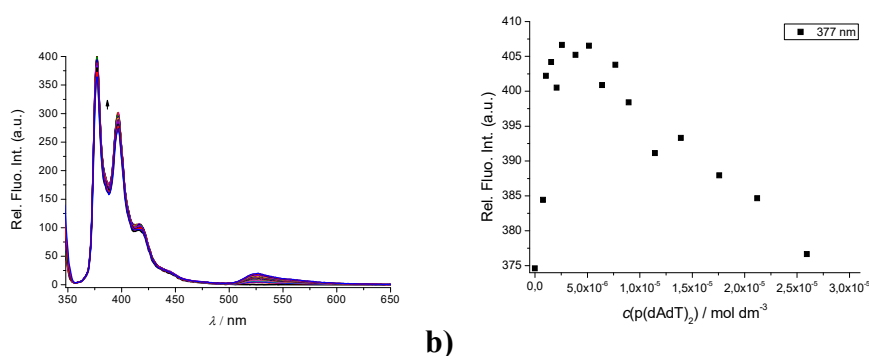 Rel. Fluo. Int. (a.u.)
400
350
300
250
200
150
100
50
0
350 400 450 500 550 600 650
λ / nm
Rel. Fluo. Int. (a.u.)
410
405
400
395
390
385
380
375
377 nm
0,0 5,0x10⁻⁶ 1,0x10⁻⁵ 1,5x10⁻⁵ 2,0x10⁻⁵ 2,5x10⁻⁵ 3,0x10⁻⁵
c(p(dAdT)₂) / mol dm⁻³
b)